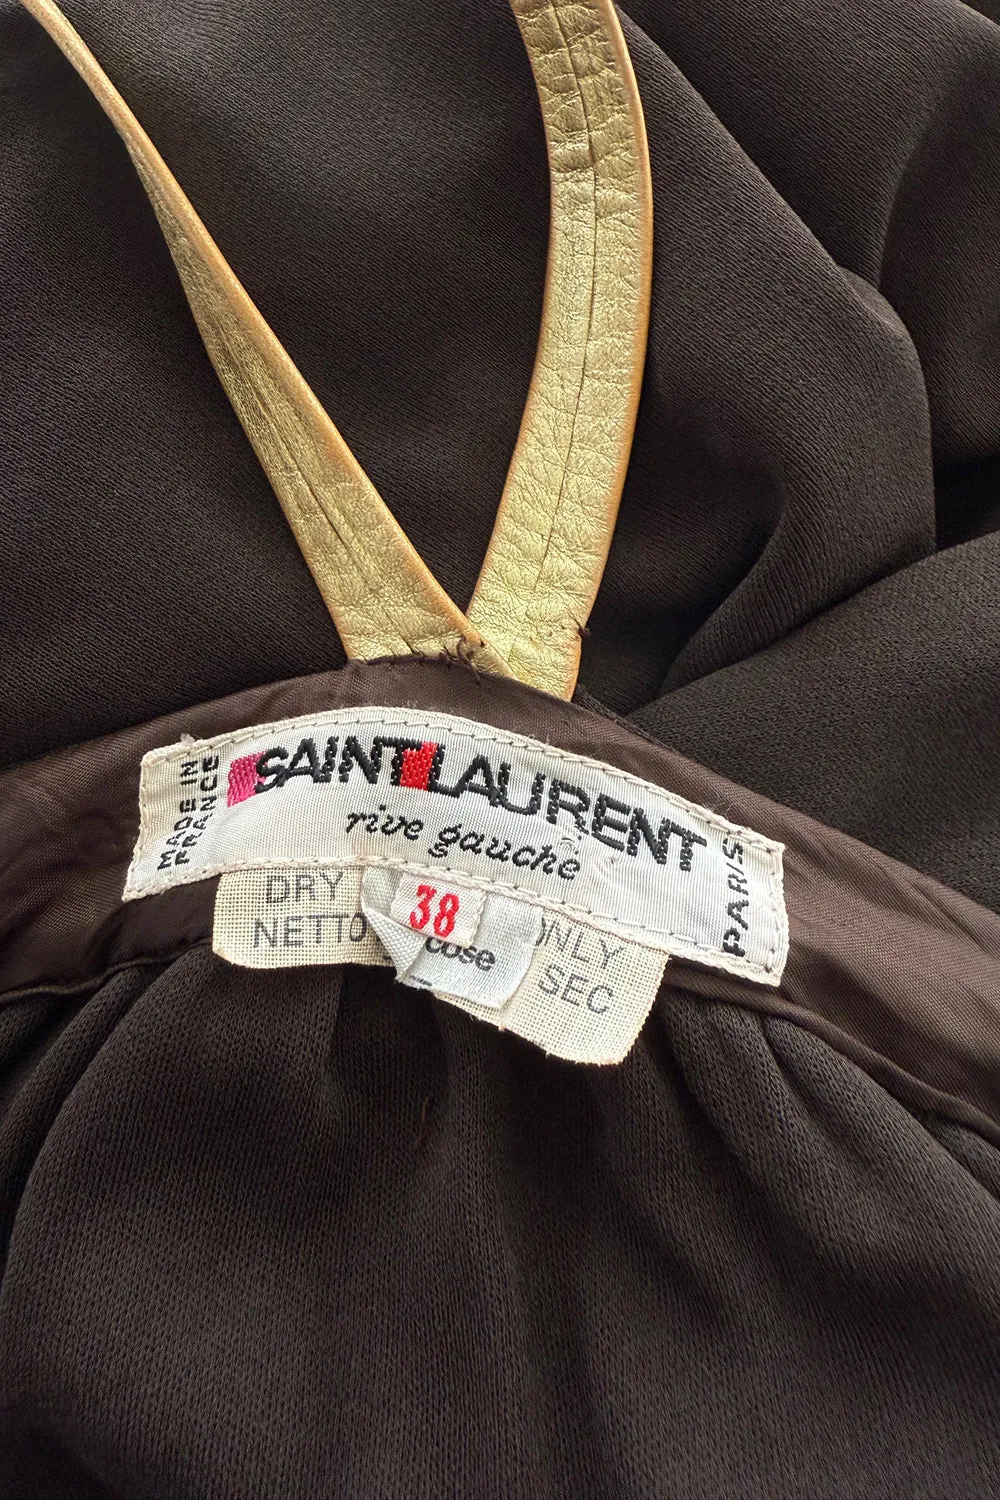 MADE IN
FRANCE
SAINT LAURENT
rive gauche
PARIS
DRY ONLY
NETTO SEC
38
cose